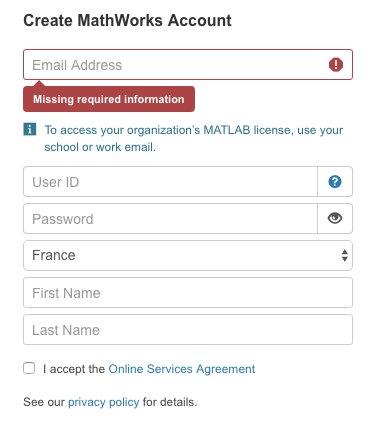 Create MathWorks Account
Email Address
Missing required information
To access your organization's MATLAB license, use your
school or work email.
User ID
Password
France
First Name
Last Name
I accept the Online Services Agreement
See our privacy policy for details.